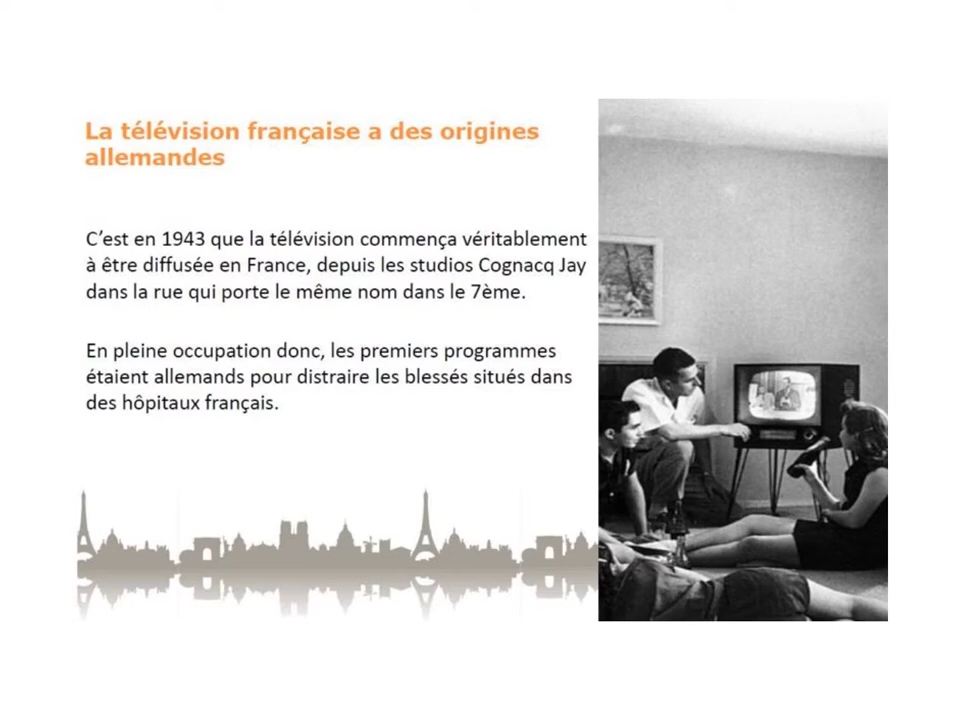 La télévision française a des origines
allemandes
C’est en 1943 que la télévision commença véritablement
à être diffusée en France, depuis les studios Cognacq Jay
dans la rue qui porte le même nom dans le 7ème.
En pleine occupation donc, les premiers programmes
étaient allemands pour distraire les blessés situés dans
des hôpitaux français.